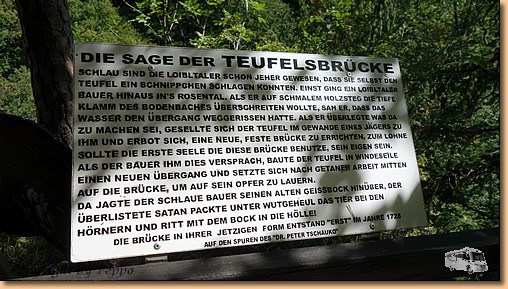 DIE SAGE DER TEUFELSBRÜCKE
SCHLAU SIND DIE LOIBLTALER SCHON JEHER GEWESEN, DASS SIE SELBST DEN
TEUFEL EIN SCHNIPPCHEN SCHLAGEN KONNTEN. EINST GING EIN LOIBLTALER
BAUER HINAUS IN'S ROSENTAL. ALS ER AUF SCHMALEM HOLZSTEG DIE TIEFE
KLAMM DES BODENBACHES ÜBERSCHREITEN WOLLTE, SAH ER, DASS DAS
WASSER DEN ÜBERGANG WEGGERISSEN HATTE. ALS ER ÜBERLEGTE WAS DA
ZU MACHEN SEI, GESELLTE SICH DER TEUFEL IM GEWANDE EINES JÄGERS ZU
IHM UND ERBOT SICH, EINE NEUE, FESTE BRÜCKE ZU ERRICHTEN. ZUM LOHNE
SOLLTE DIE ERSTE SEELE DIE DIESE BRÜCKE BENUTZE, SEIN EIGEN SEIN.
ALS DER BAUER IHM DIES VERSPRACH, BAUTE DER TEUFEL IN WINDESEILE
EINEN NEUEN ÜBERGANG UND SETZTE SICH NACH GETANER ARBEIT MITTEN
AUF DIE BRÜCKE, UM AUF SEIN OPFER ZU LAUERN.
DA JAGTE DER SCHLAUE BAUER SEINEN ALTEN GEISSBOCK HINÜBER, DER
ÜBERLISTETE SATAN PACKTE UNTER WUTGEHEUL DAS TIER BEI DEN
HÖRNERN UND RITT MIT DEM BOCK IN DIE HÖLLE!
DIE BRÜCKE IN IHRER JETZIGEN FORM ENTSTAND "ERST" IM JAHRE 1728
AUF DEN SPUREN DES "DR. PETER TSCHAUKO"